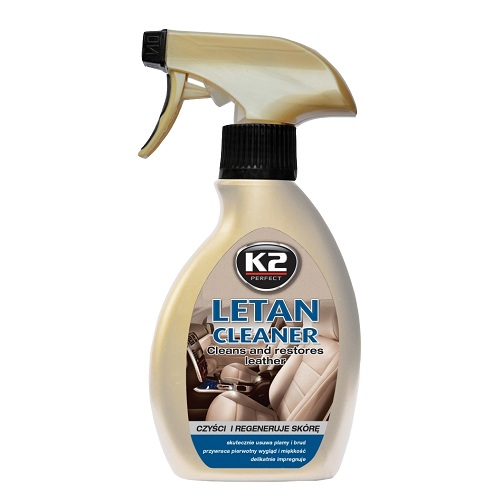 NO
K2
PERFECT
LETAN
CLEANER
Cleans and restores
leather
CZYŚCI I REGENERUJE SKÓRĘ
skutecznie usuwa plamy i brud
przywraca pierwotny wygląd i miękkość
delikatnie impregnuje